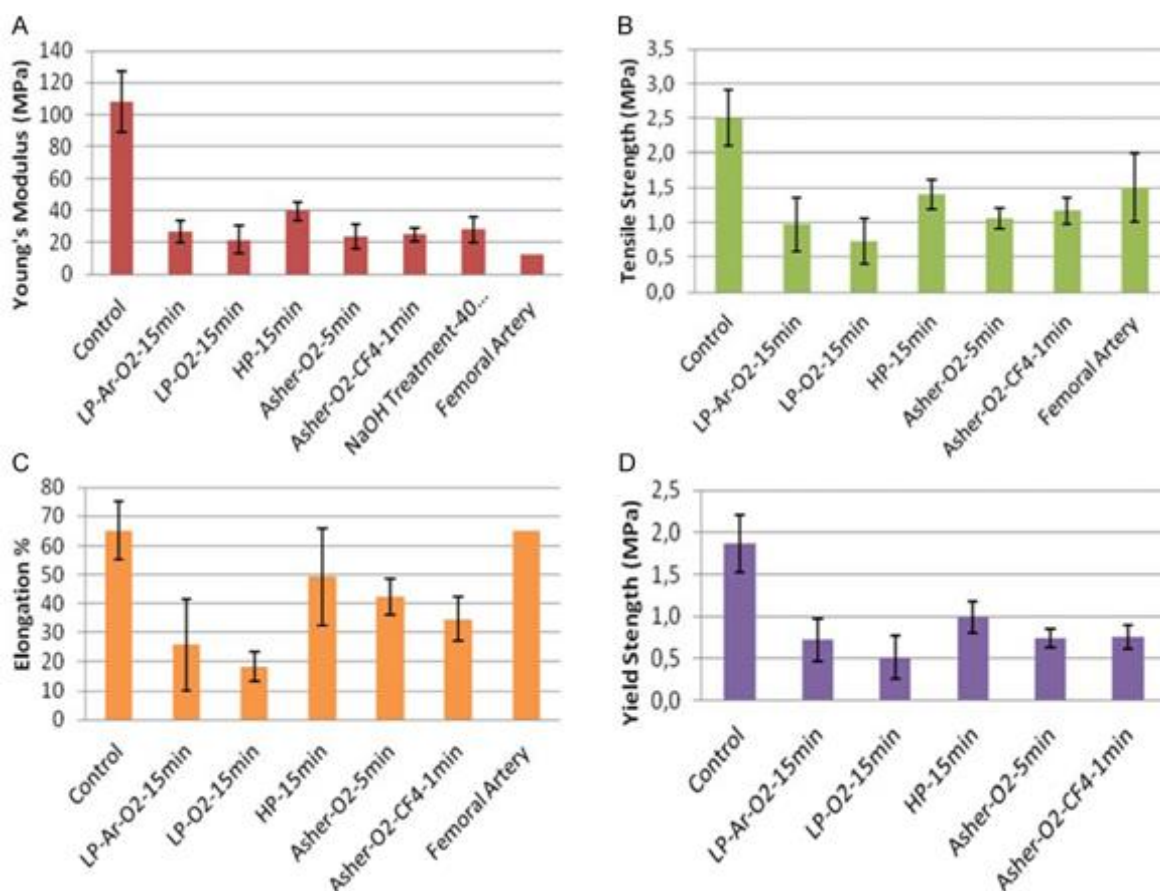 A
Young's Modulus (MPa)
140
120
100
80
60
40
20
0
Control
LP-Ar-O2-15min
LP-O2-15min
HP-15min
Asher-O2-5min
Asher-O2-CF4-1min
NaOH Treatment-40...
Femoral Artery
B
Tensile Strength (MPa)
3,5
3,0
2,5
2,0
1,5
1,0
0,5
0,0
Control
LP-Ar-O2-15min
LP-O2-15min
HP-15min
Asher-O2-5min
Asher-O2-CF4-1min
Femoral Artery
C
Elongation %
80
70
60
50
40
30
20
10
0
Control
LP-Ar-O2-15min
LP-O2-15min
HP-15min
Asher-O2-5min
Asher-O2-CF4-1min
Femoral Artery
D
Yield Stength (MPa)
2,5
2,0
1,5
1,0
0,5
0,0
Control
LP-Ar-O2-15min
LP-O2-15min
HP-15min
Asher-O2-5min
Asher-O2-CF4-1min